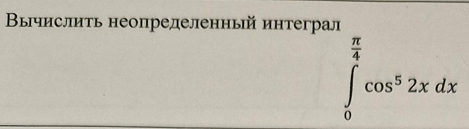 Вычислить неопределенный интеграл
π/4
∫ cos⁵ 2x dx
0